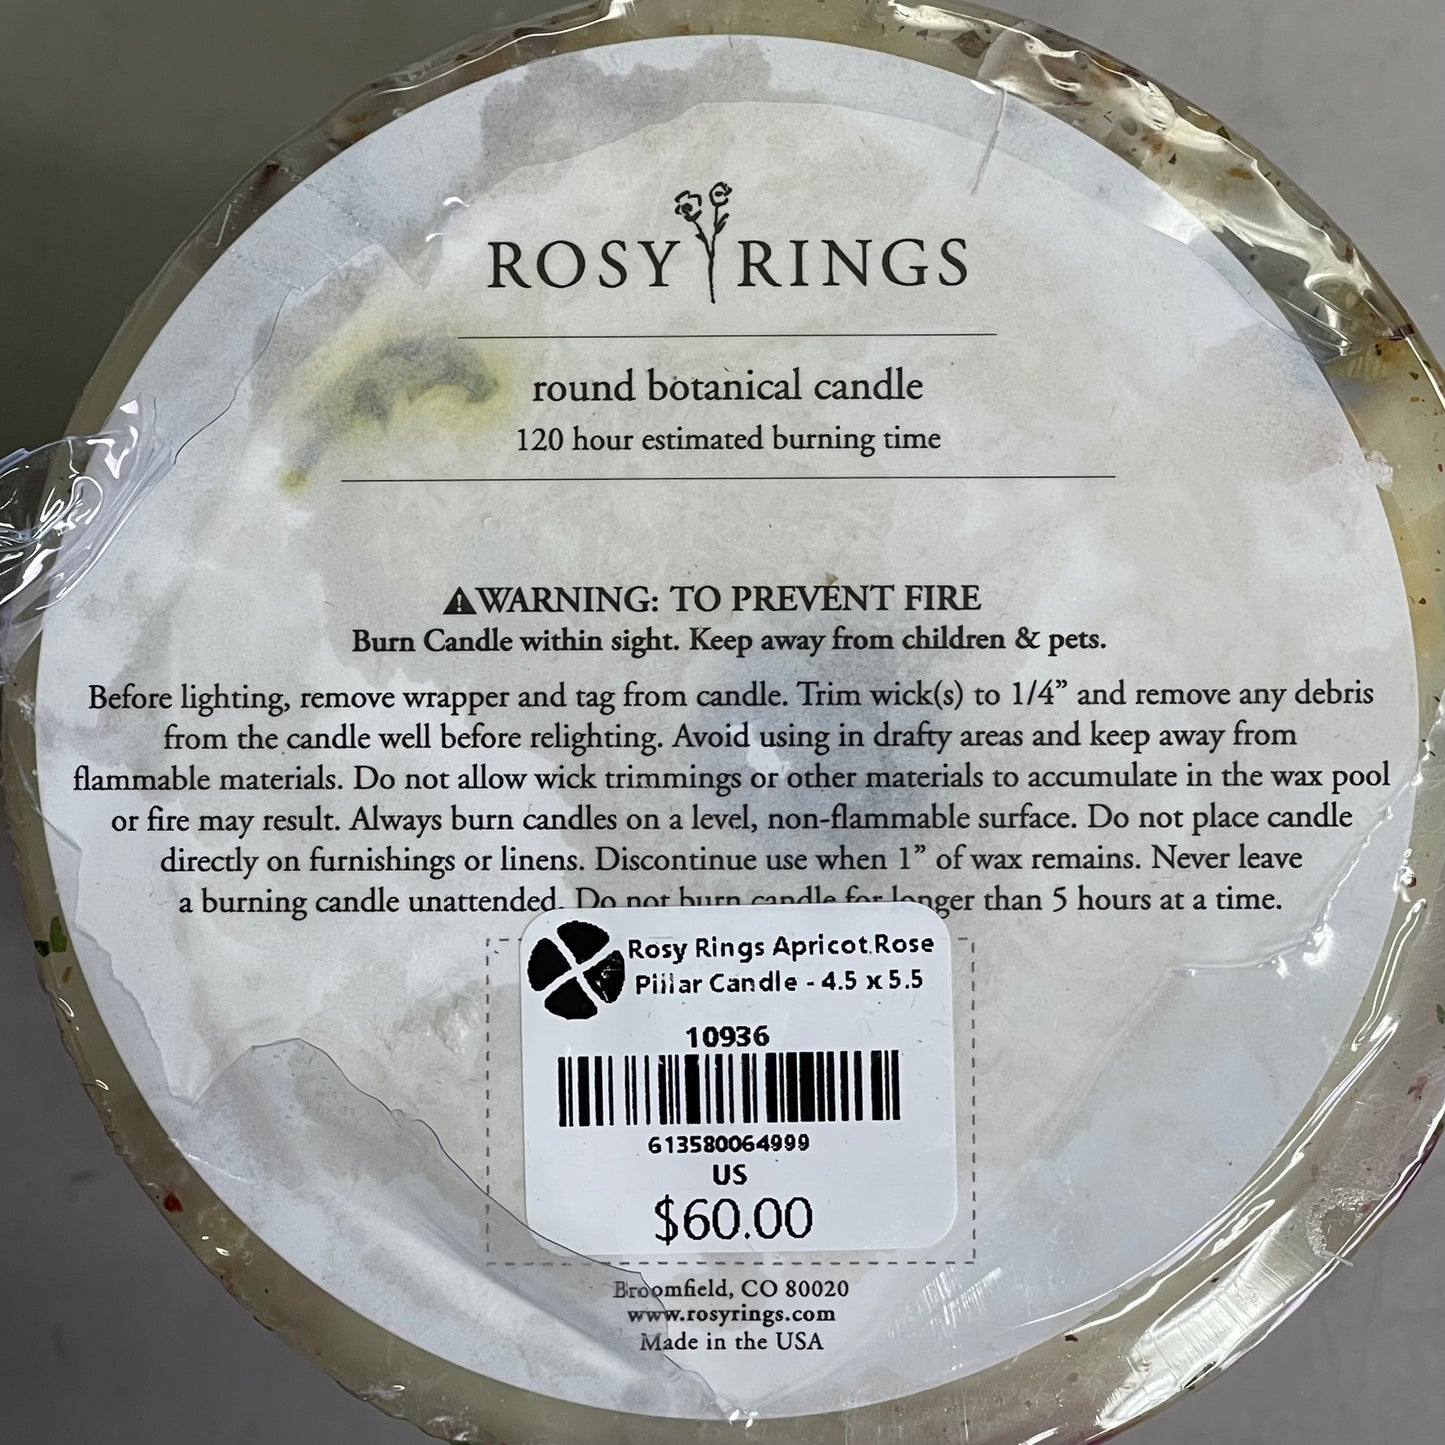 ROSY RINGS
round botanical candle
120 hour estimated burning time
WARNING: TO PREVENT FIRE
Burn Candle within sight. Keep away from children & pets.
Before lighting, remove wrapper and tag from candle. Trim wick(s) to 1/4” and remove any debris
from the candle well before relighting. Avoid using in drafty areas and keep away from
flammable materials. Do not allow wick trimmings or other materials to accumulate in the wax pool
or fire may result. Always burn candles on a level, non-flammable surface. Do not place candle
directly on furnishings or linens. Discontinue use when 1” of wax remains. Never leave
a burning candle unattended. Do not burn candle for longer than 5 hours at a time.
Rosy Rings Apricot Rose
Pillar Candle - 4.5 x 5.5
10936
613580064999
US
$60.00
Broomfield, CO 80020
www.rosyrings.com
Made in the USA